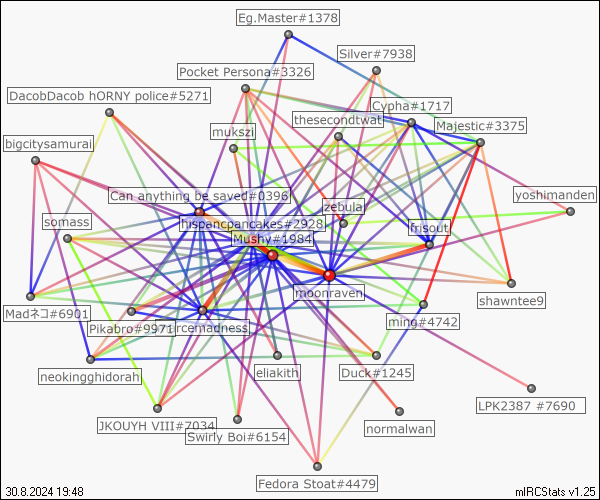 Eg.Master#1378
Silver#7938
Pocket Persona#3326
DacobDacob hORNY police#5271
Cypha#1717
thesecondtwat
Majestic#3375
mukszi
bigcitysamurai
Can anything be saved#0396
yoshimanden
zebula
somass
hispancpancakes#2928
frisout
Mushy#1984
moonraven
shawntee9
Madネコ#6901
ming#4742
Pikabro#9971
ircemadness
Duck#1245
eliakith
neokingghidorah
LPK2387 #7690
JKOUYH VIII#7034
normalwan
Swirly Boi#6154
Fedora Stoat#4479
30.8.2024 19:48
mIRCStats v1.25